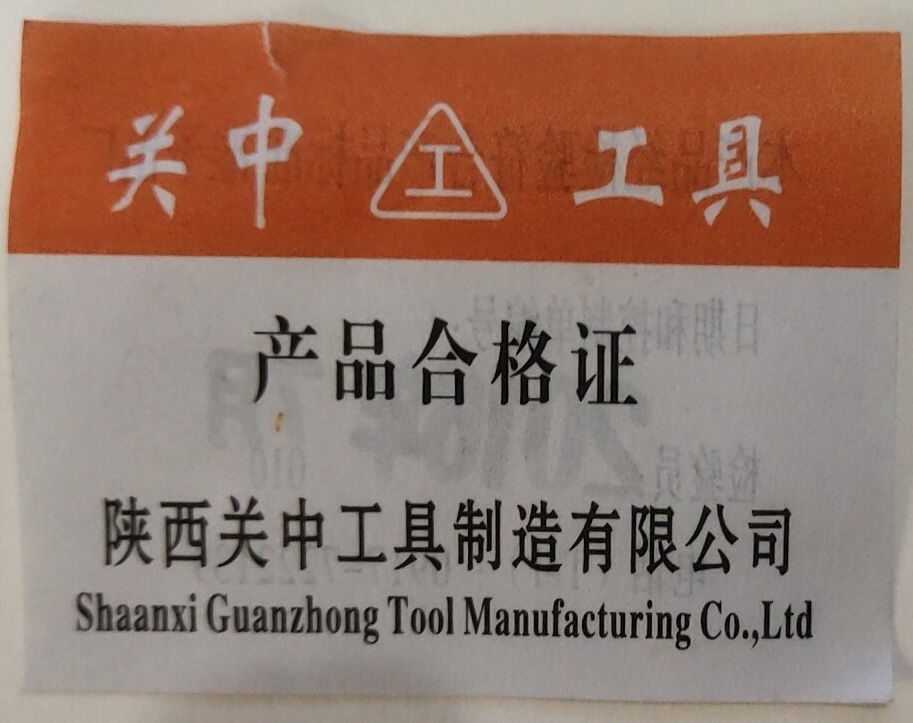 关中 工 工具
产品合格证
陕西关中工具制造有限公司
Shaanxi Guanzhong Tool Manufacturing Co.,Ltd